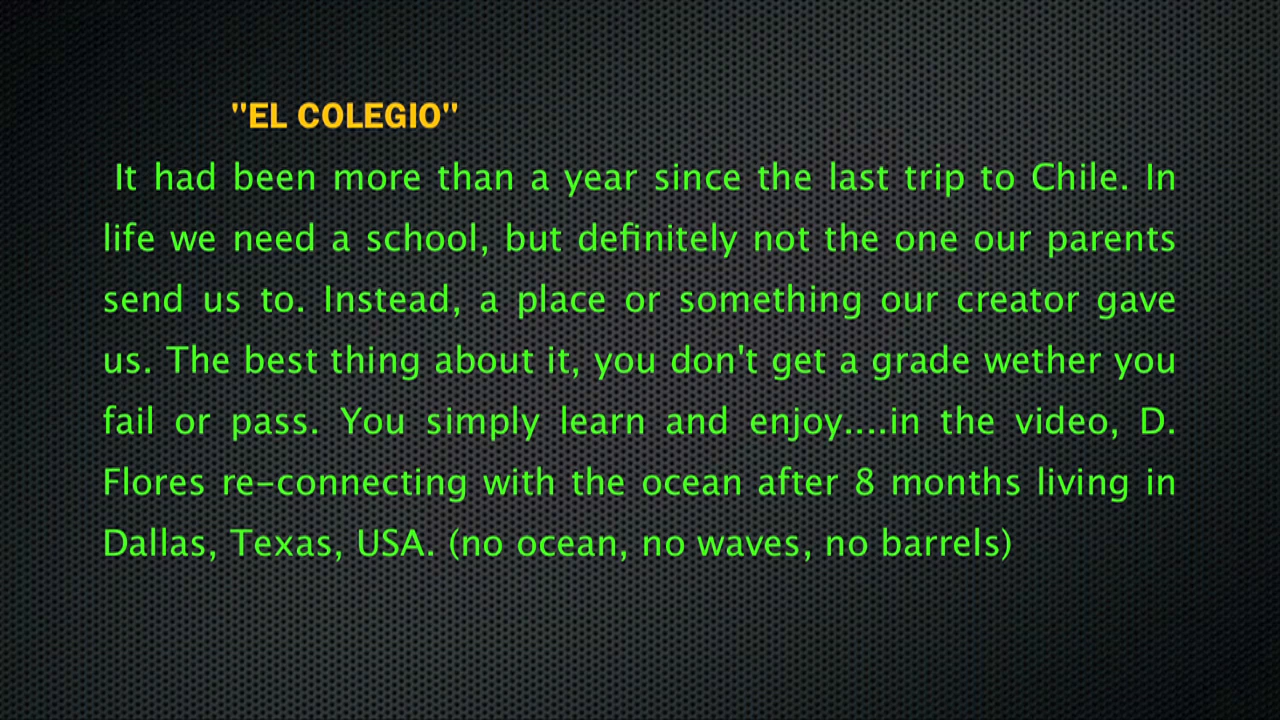 "EL COLEGIO"
It had been more than a year since the last trip to Chile. In
life we need a school, but definitely not the one our parents
send us to. Instead, a place or something our creator gave
us. The best thing about it, you don't get a grade wether you
fail or pass. You simply learn and enjoy....in the video, D.
Flores re-connecting with the ocean after 8 months living in
Dallas, Texas, USA. (no ocean, no waves, no barrels)